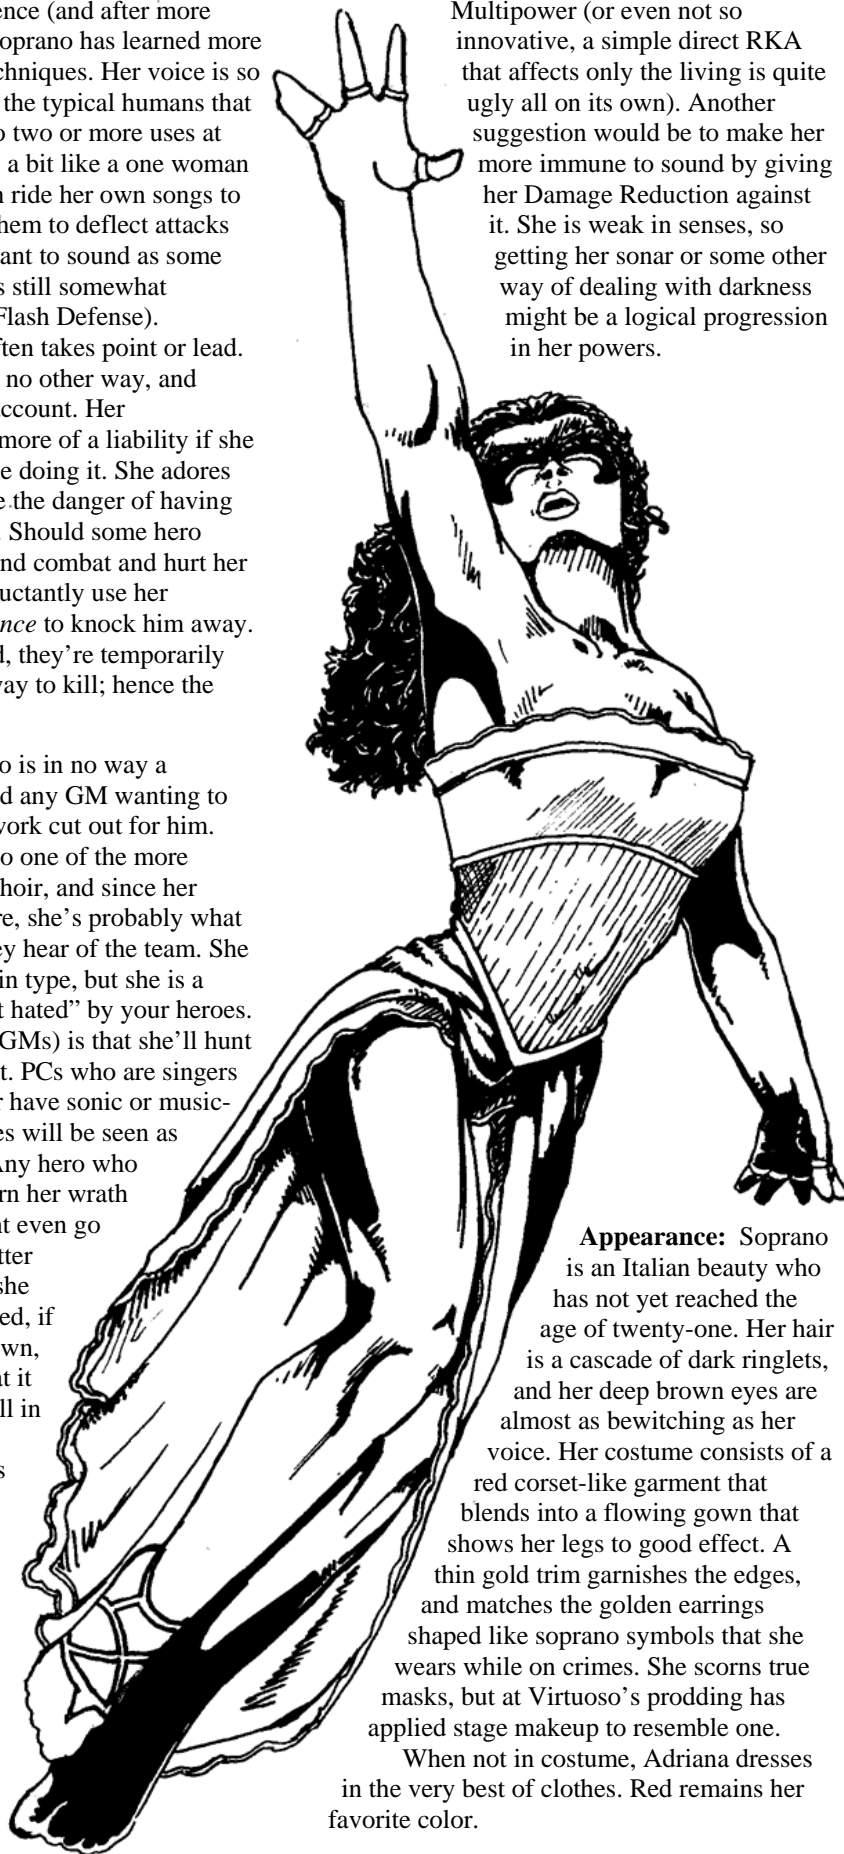 ence (and after more
oprano has learned more
chniques. Her voice is so
the typical humans that
o two or more uses at
a bit like a one woman
n ride her own songs to
hem to deflect attacks
ant to sound as some
s still somewhat
Flash Defense).
ften takes point or lead.
no other way, and
ccount. Her
more of a liability if she
e doing it. She adores
e the danger of having
. Should some hero
nd combat and hurt her
uctantly use her
nce to knock him away.
d, they're temporarily
way to kill; hence the
o is in no way a
d any GM wanting to
work cut out for him.
o one of the more
hoir, and since her
re, she's probably what
ey hear of the team. She
in type, but she is a
t hated” by your heroes.
GMs) is that she'll hunt
t. PCs who are singers
r have sonic or music-
es will be seen as
Any hero who
rn her wrath
nt even go
tter
she
ed, if
wn,
at it
ll in
s
Multipower (or even not so
innovative, a simple direct RKA
that affects only the living is quite
ugly all on its own). Another
suggestion would be to make her
more immune to sound by giving
her Damage Reduction against
it. She is weak in senses, so
getting her sonar or some other
way of dealing with darkness
might be a logical progression
in her powers.
Appearance: Soprano
is an Italian beauty who
has not yet reached the
age of twenty-one. Her hair
is a cascade of dark ringlets,
and her deep brown eyes are
almost as bewitching as her
voice. Her costume consists of a
red corset-like garment that
blends into a flowing gown that
shows her legs to good effect. A
thin gold trim garnishes the edges,
and matches the golden earrings
shaped like soprano symbols that she
wears while on crimes. She scorns true
masks, but at Virtuoso's prodding has
applied stage makeup to resemble one.
When not in costume, Adriana dresses
in the very best of clothes. Red remains her
favorite color.